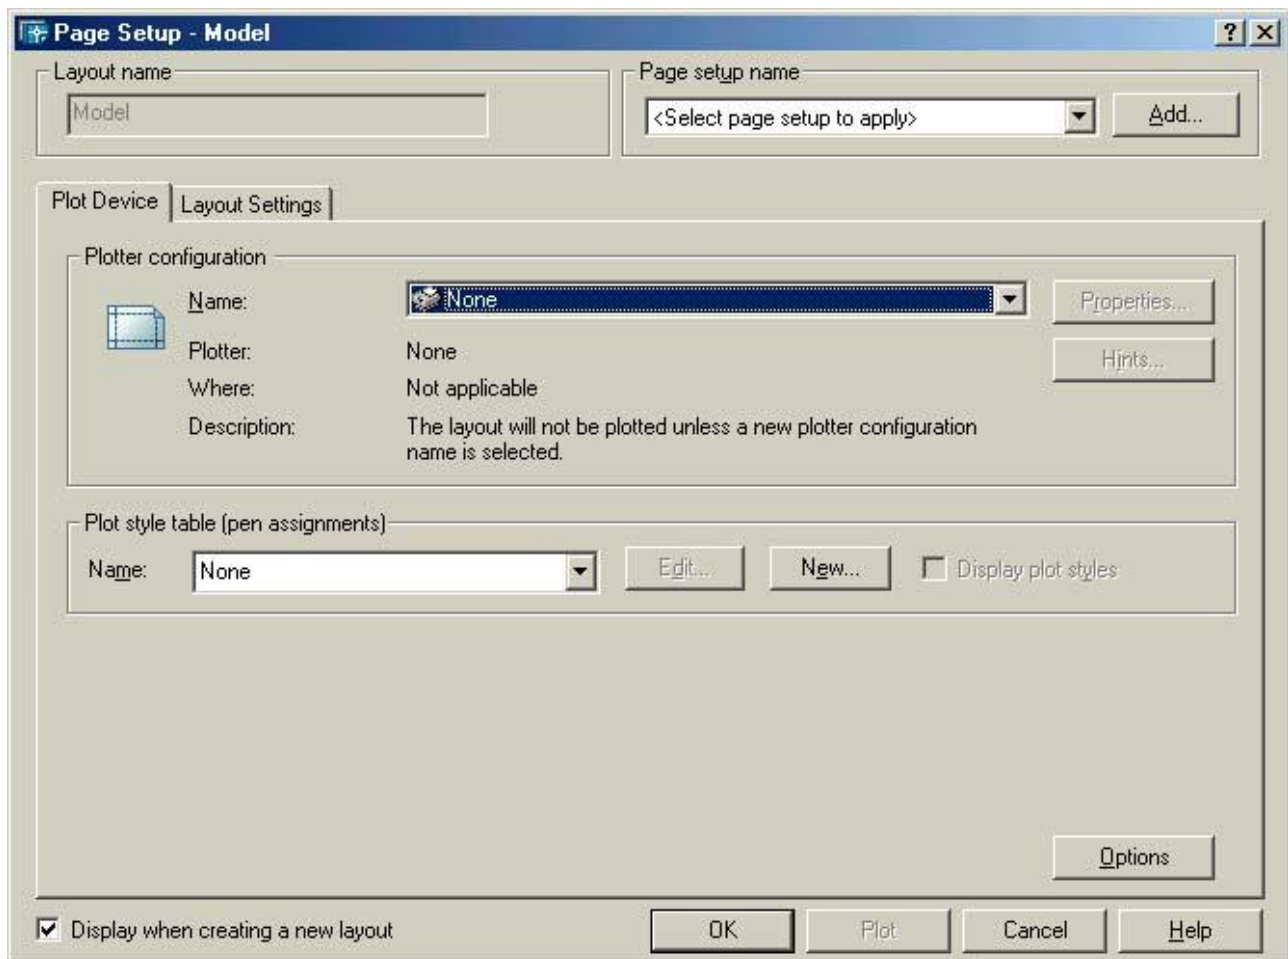 Page Setup - Model
Layout name
Model
Page setup name
<Select page setup to apply>
Add...
Plot Device
Layout Settings
Plotter configuration
Name:
None
Properties...
Plotter:
None
Hints...
Where:
Not applicable
Description:
The layout will not be plotted unless a new plotter configuration
name is selected.
Plot style table (pen assignments)
Name:
None
Edit...
New...
Display plot styles
Options
Display when creating a new layout
OK
Plot
Cancel
Help